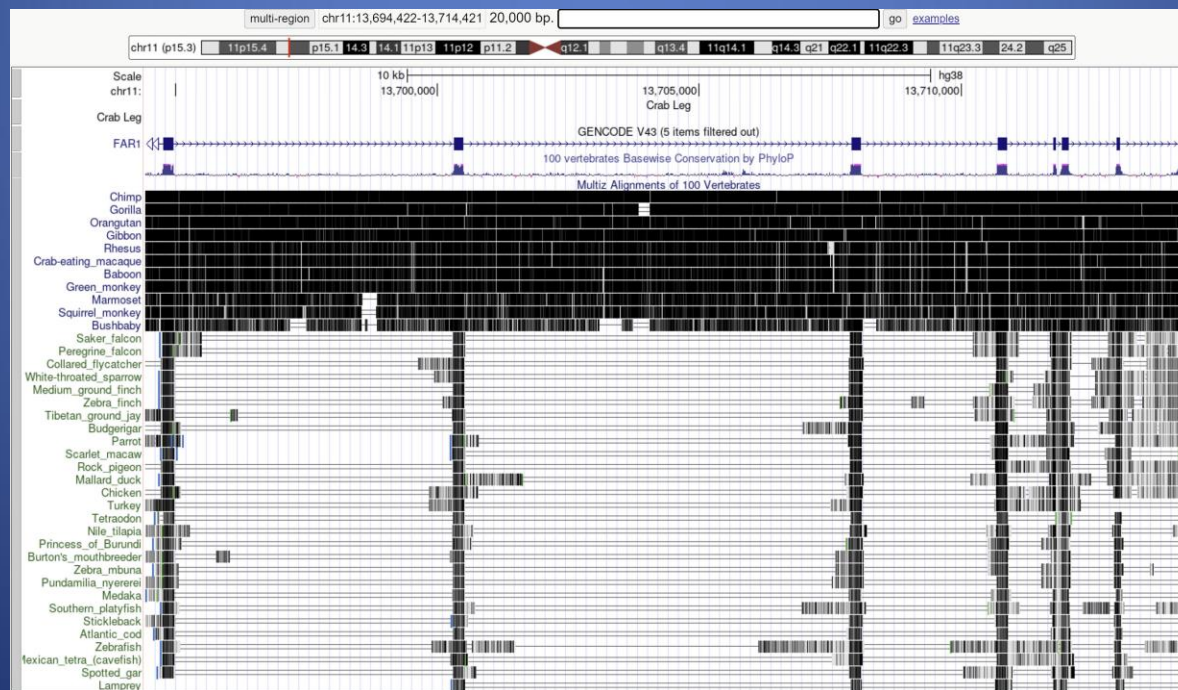 multi-region chr11:13,694,422-13,714,421 20,000 bp. go examples
chr11 (p15.3) 11p15.4 p15.1 14.3 14.1 11p13 11p12 p11.2 q12.1 q13.4 11q14.1 q14.3 q21 q22.1 11q22.3 11q23.3 24.2 q25
Scale 10 kb hg38
chr11: 13,700,000 13,705,000 13,710,000
Crab Leg
Crab Leg
GENCODE V43 (5 items filtered out)
FAR1
100 vertebrates Basewise Conservation by PhyloP
Multiz Alignments of 100 Vertebrates
Chimp
Gorilla
Orangutan
Gibbon
Rhesus
Crab-eating_macaque
Baboon
Green_monkey
Marmoset
Squirrel_monkey
Bushbaby
Saker_falcon
Peregrine_falcon
Collared_flycatcher
White-throated_sparrow
Medium_ground_finch
Zebra_finch
Tibetan_ground_jay
Budgerigar
Parrot
Scarlet_macaw
Rock_pigeon
Mallard_duck
Chicken
Turkey
Tetraodon
Nile_tilapia
Princess_of_Burundi
Burton's_mouthbreeder
Zebra_mbuna
Pundamilia_nyererei
Medaka
Southern_platyfish
Stickleback
Atlantic_cod
Zebrafish
Mexican_tetra_(cavefish)
Spotted_gar
Lamprey